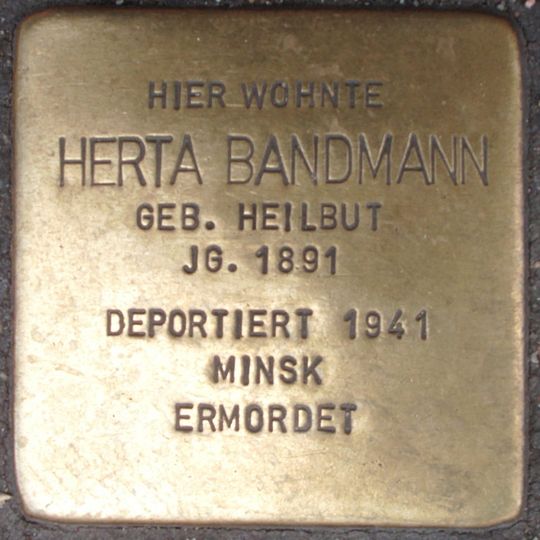 HIER WOHNTE
HERTA BANDMANN
GEB. HEILBUT
JG. 1891
DEPORTIERT 1941
MINSK
ERMORDET